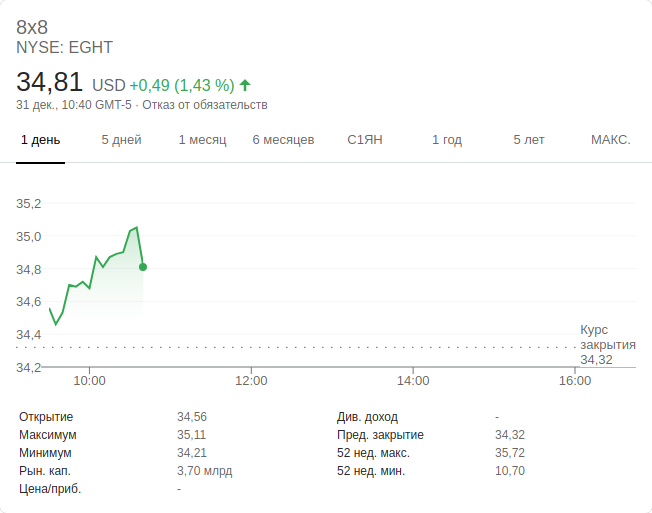 8x8
NYSE: EGHT
34,81 USD +0,49 (1,43 %)
31 дек., 10:40 GMT-5 · Отказ от обязательств
1 день 5 дней 1 месяц 6 месяцев С1ЯН 1 год 5 лет МАКС.
35,2
35,0
34,8
34,6
34,4
34,2
Курс
закрытия
34,32
10:00 12:00 14:00 16:00
Открытие 34,56 Див. доход -
Максимум 35,11 Пред. закрытие 34,32
Минимум 34,21 52 нед. макс. 35,72
Рын. кап. 3,70 млрд 52 нед. мин. 10,70
Цена/приб. -